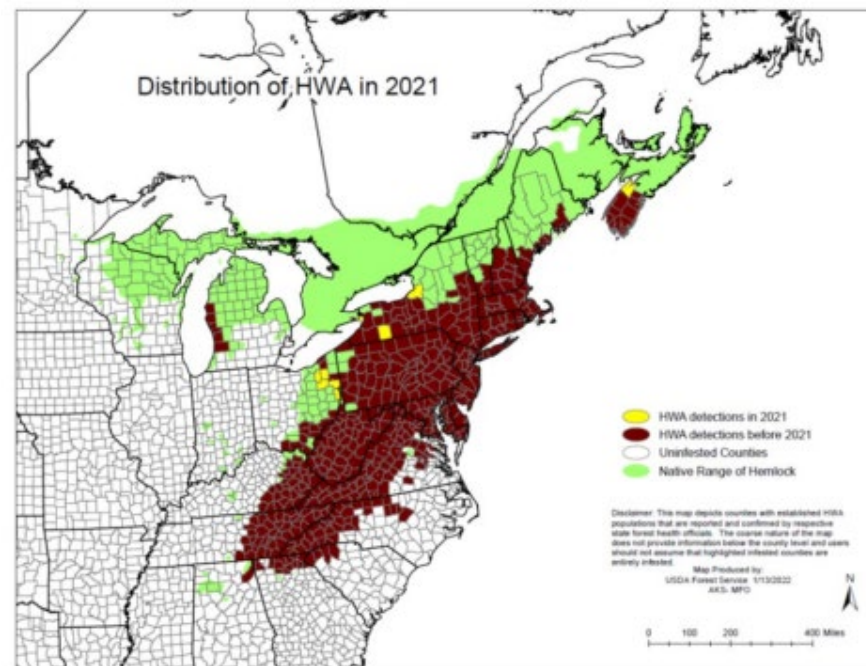 Distribution of HWA in 2021
HWA detections in 2021
HWA detections before 2021
Uninfested Counties
Native Range of Hemlock
Disclaimer: This map depicts counties with established HWA
populations that are reported and confirmed by respective
state forest health officials. The coarse nature of the map
does not provide information below the county level and users
should not assume that highlighted infested counties are
entirely infested.
Map Produced by:
USDA Forest Service 1/13/2022
AKS- MFO
N
0 100 200 400 Miles